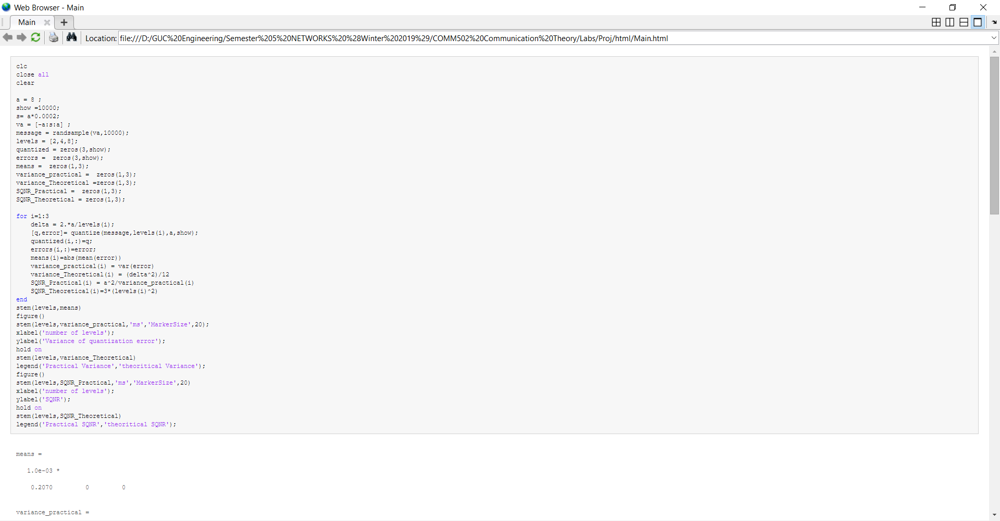 Web Browser - Main
Main
Location: file:///D:/GUC%20Engineering/Semester%205%20NETWORKS%20%28Winter%202019%29/COMM502%20Communication%20Theory/Labs/Proj/html/Main.html
clc
close all
clear
a = 8 ;
show =10000;
s= a*0.0002;
va = [-a:s:a] ;
message = randsample(va,10000);
levels = [2,4,8];
quantized = zeros(3,show);
errors =  zeros(3,show);
means =  zeros(1,3);
variance_practical =  zeros(1,3);
variance_Theoretical =zeros(1,3);
SQNR_Practical =  zeros(1,3);
SQNR_Theoretical = zeros(1,3);
for i=1:3
    delta = 2.*a/levels(i);
    [q,error]= quantize(message,levels(i),a,show);
    quantized(i,:)=q;
    errors(i,:)=error;
    means(i)=abs(mean(error))
    variance_practical(i) = var(error)
    variance_Theoretical(i) = (delta^2)/12
    SQNR_Practical(i) = a^2/variance_practical(i)
    SQNR_Theoretical(i)=3*(levels(i)^2)
end
stem(levels,means)
figure()
stem(levels,variance_practical,'ms','MarkerSize',20);
xlabel('number of levels');
ylabel('Variance of quantization error');
hold on
stem(levels,variance_Theoretical)
legend('Practical Variance','theoritical Variance');
figure()
stem(levels,SQNR_Practical,'ms','MarkerSize',20)
xlabel('number of levels');
ylabel('SQNR');
hold on
stem(levels,SQNR_Theoretical)
legend('Practical SQNR','theoritical SQNR');
means =
1.0e-03 *
0.2070         0         0
variance_practical =